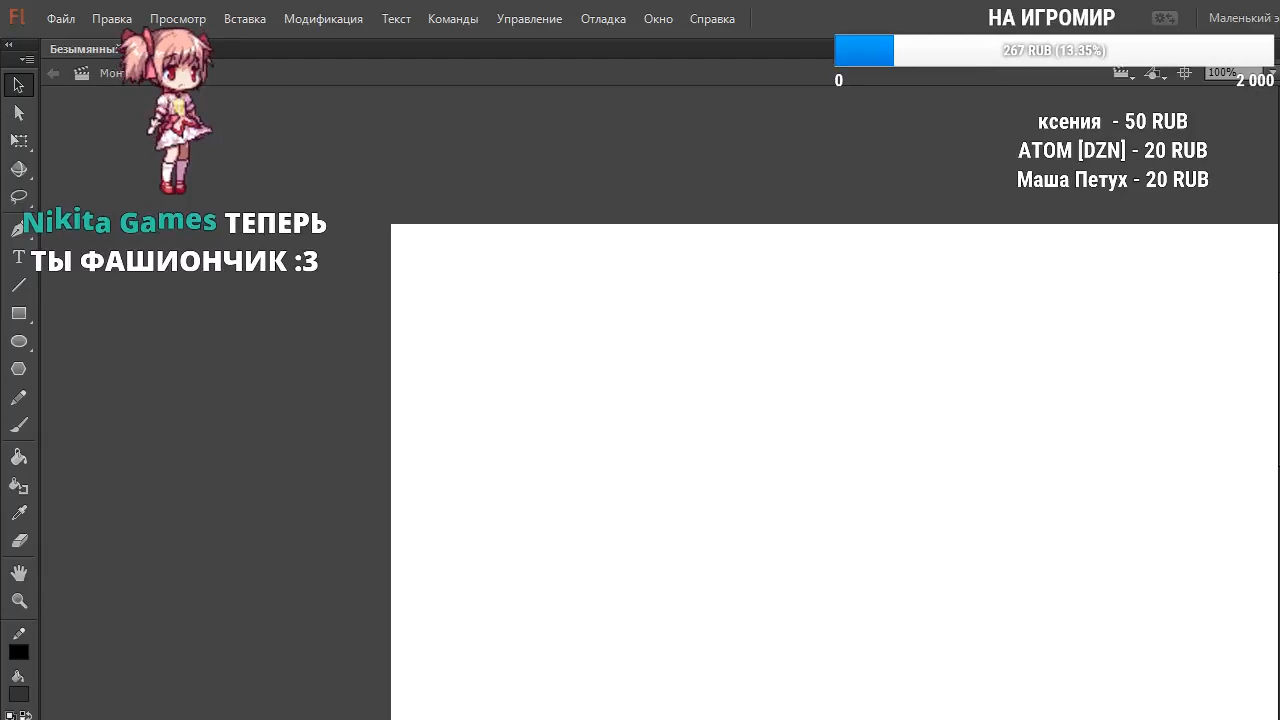 Fl Файл Правка Просмотр Вставка Модификация Текст Команды Управление Отладка Окно Справка
НА ИГРОМИР
Маленький э
Безымянны
267 RUB (13.35%)
100%
0
2 000
ксения - 50 RUB
ATOM [DZN] - 20 RUB
Маша Петух - 20 RUB
Nikita Games ТЕПЕРЬ
ТЫ ФАШИОНЧИК :3
T